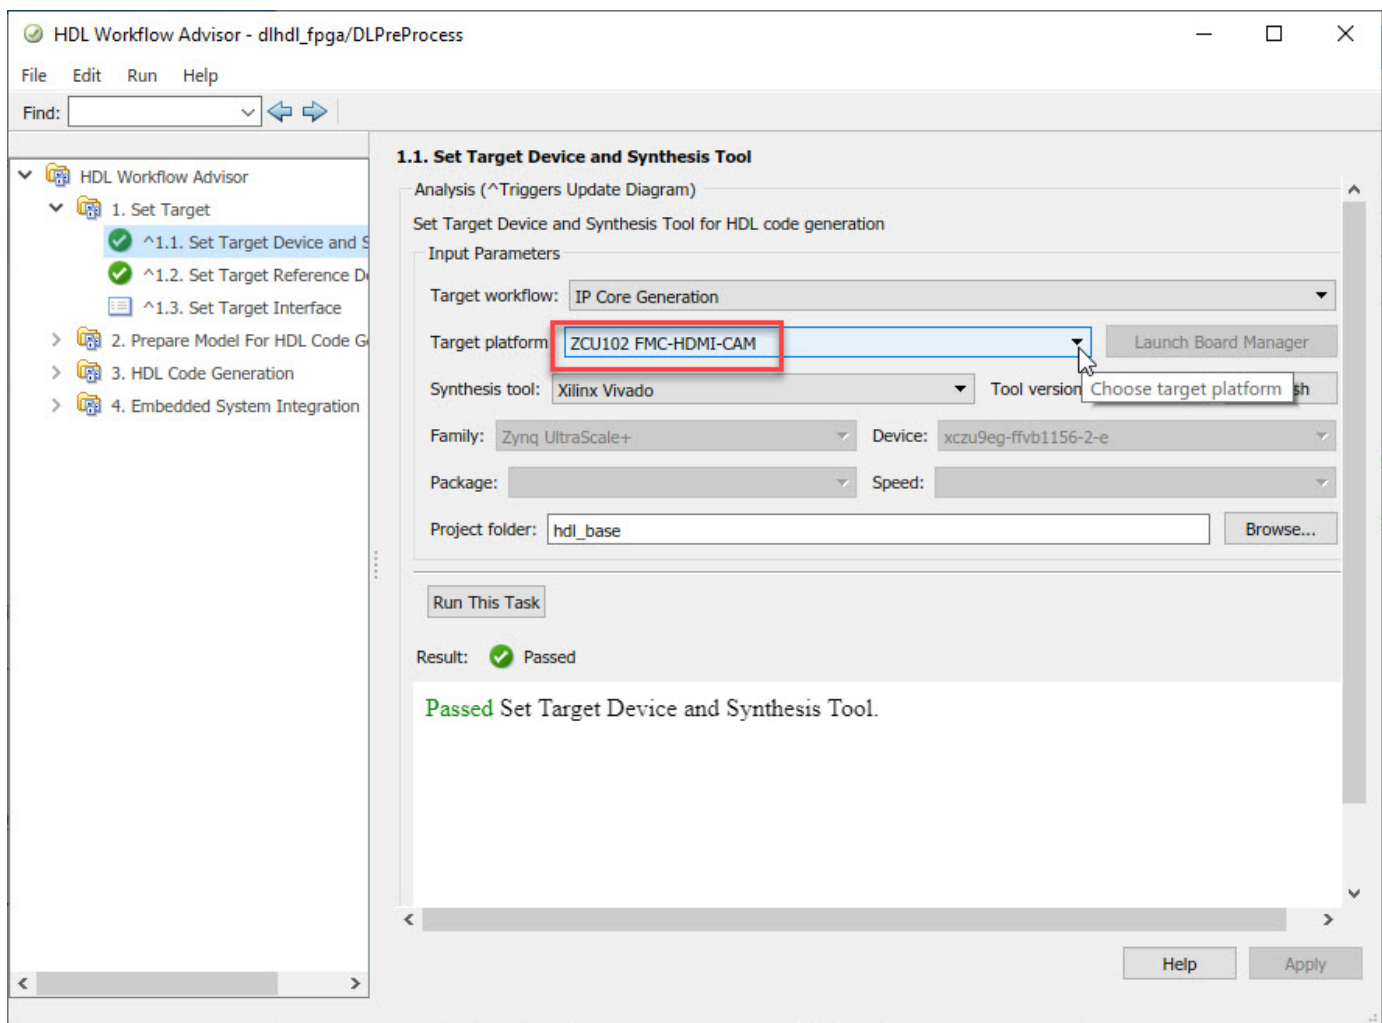 HDL Workflow Advisor - dlhdl_fpga/DLPreProcess
File Edit Run Help
Find:
HDL Workflow Advisor
1. Set Target
^1.1. Set Target Device and S
^1.2. Set Target Reference De
^1.3. Set Target Interface
2. Prepare Model For HDL Code G
3. HDL Code Generation
4. Embedded System Integration
1.1. Set Target Device and Synthesis Tool
Analysis (^Triggers Update Diagram)
Set Target Device and Synthesis Tool for HDL code generation
Input Parameters
Target workflow: IP Core Generation
Target platform ZCU102 FMC-HDMI-CAM Launch Board Manager
Synthesis tool: Xilinx Vivado Tool version sh
Choose target platform
Family: Zynq UltraScale+ Device: xczu9eg-ffvb1156-2-e
Package: Speed:
Project folder: hdl_base Browse...
Run This Task
Result: Passed
Passed Set Target Device and Synthesis Tool.
Help Apply